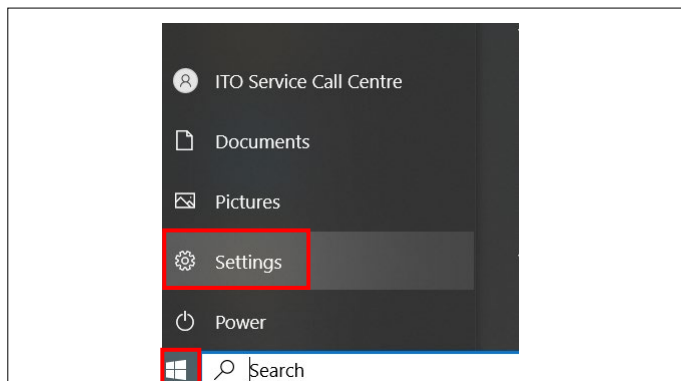 ITO Service Call Centre
Documents
Pictures
Settings
Power
Search